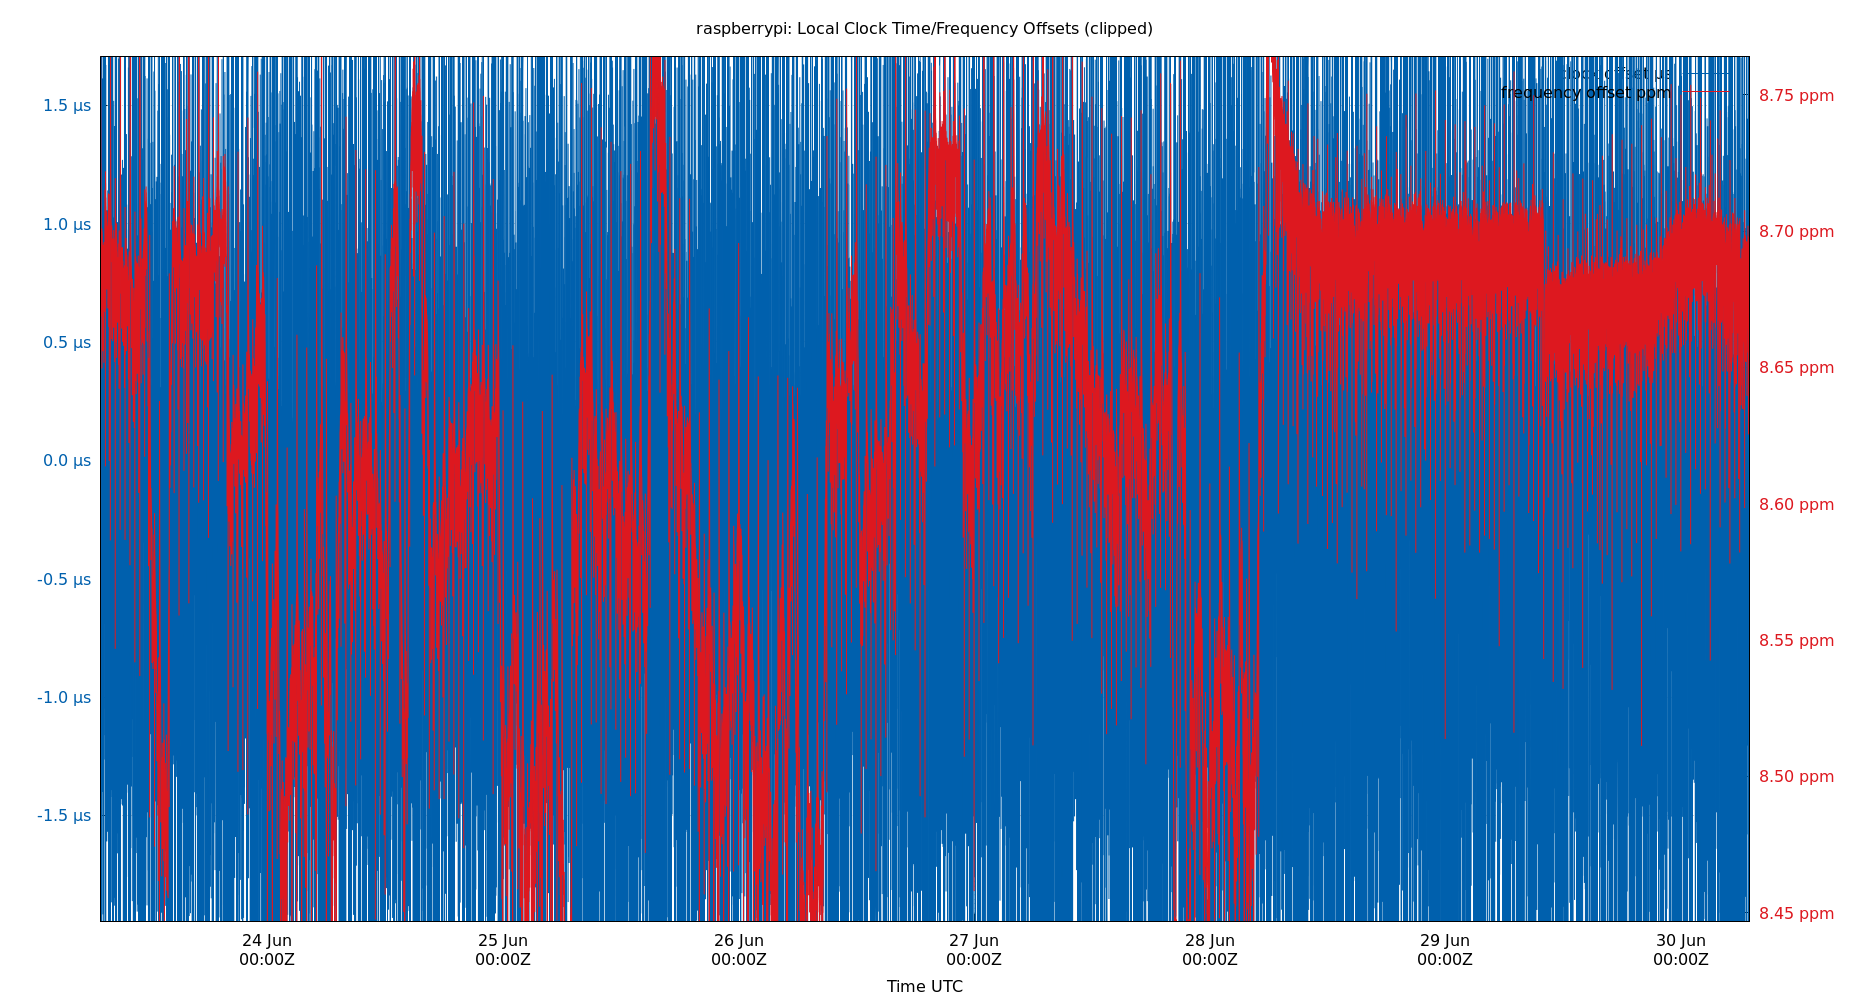 raspberrypi: Local Clock Time/Frequency Offsets (clipped)
clock offset µs
frequency offset ppm
1.5 µs
1.0 µs
0.5 µs
0.0 µs
-0.5 µs
-1.0 µs
-1.5 µs
8.75 ppm
8.70 ppm
8.65 ppm
8.60 ppm
8.55 ppm
8.50 ppm
8.45 ppm
24 Jun 25 Jun 26 Jun 27 Jun 28 Jun 29 Jun 30 Jun
00:00Z 00:00Z 00:00Z 00:00Z 00:00Z 00:00Z 00:00Z
Time UTC